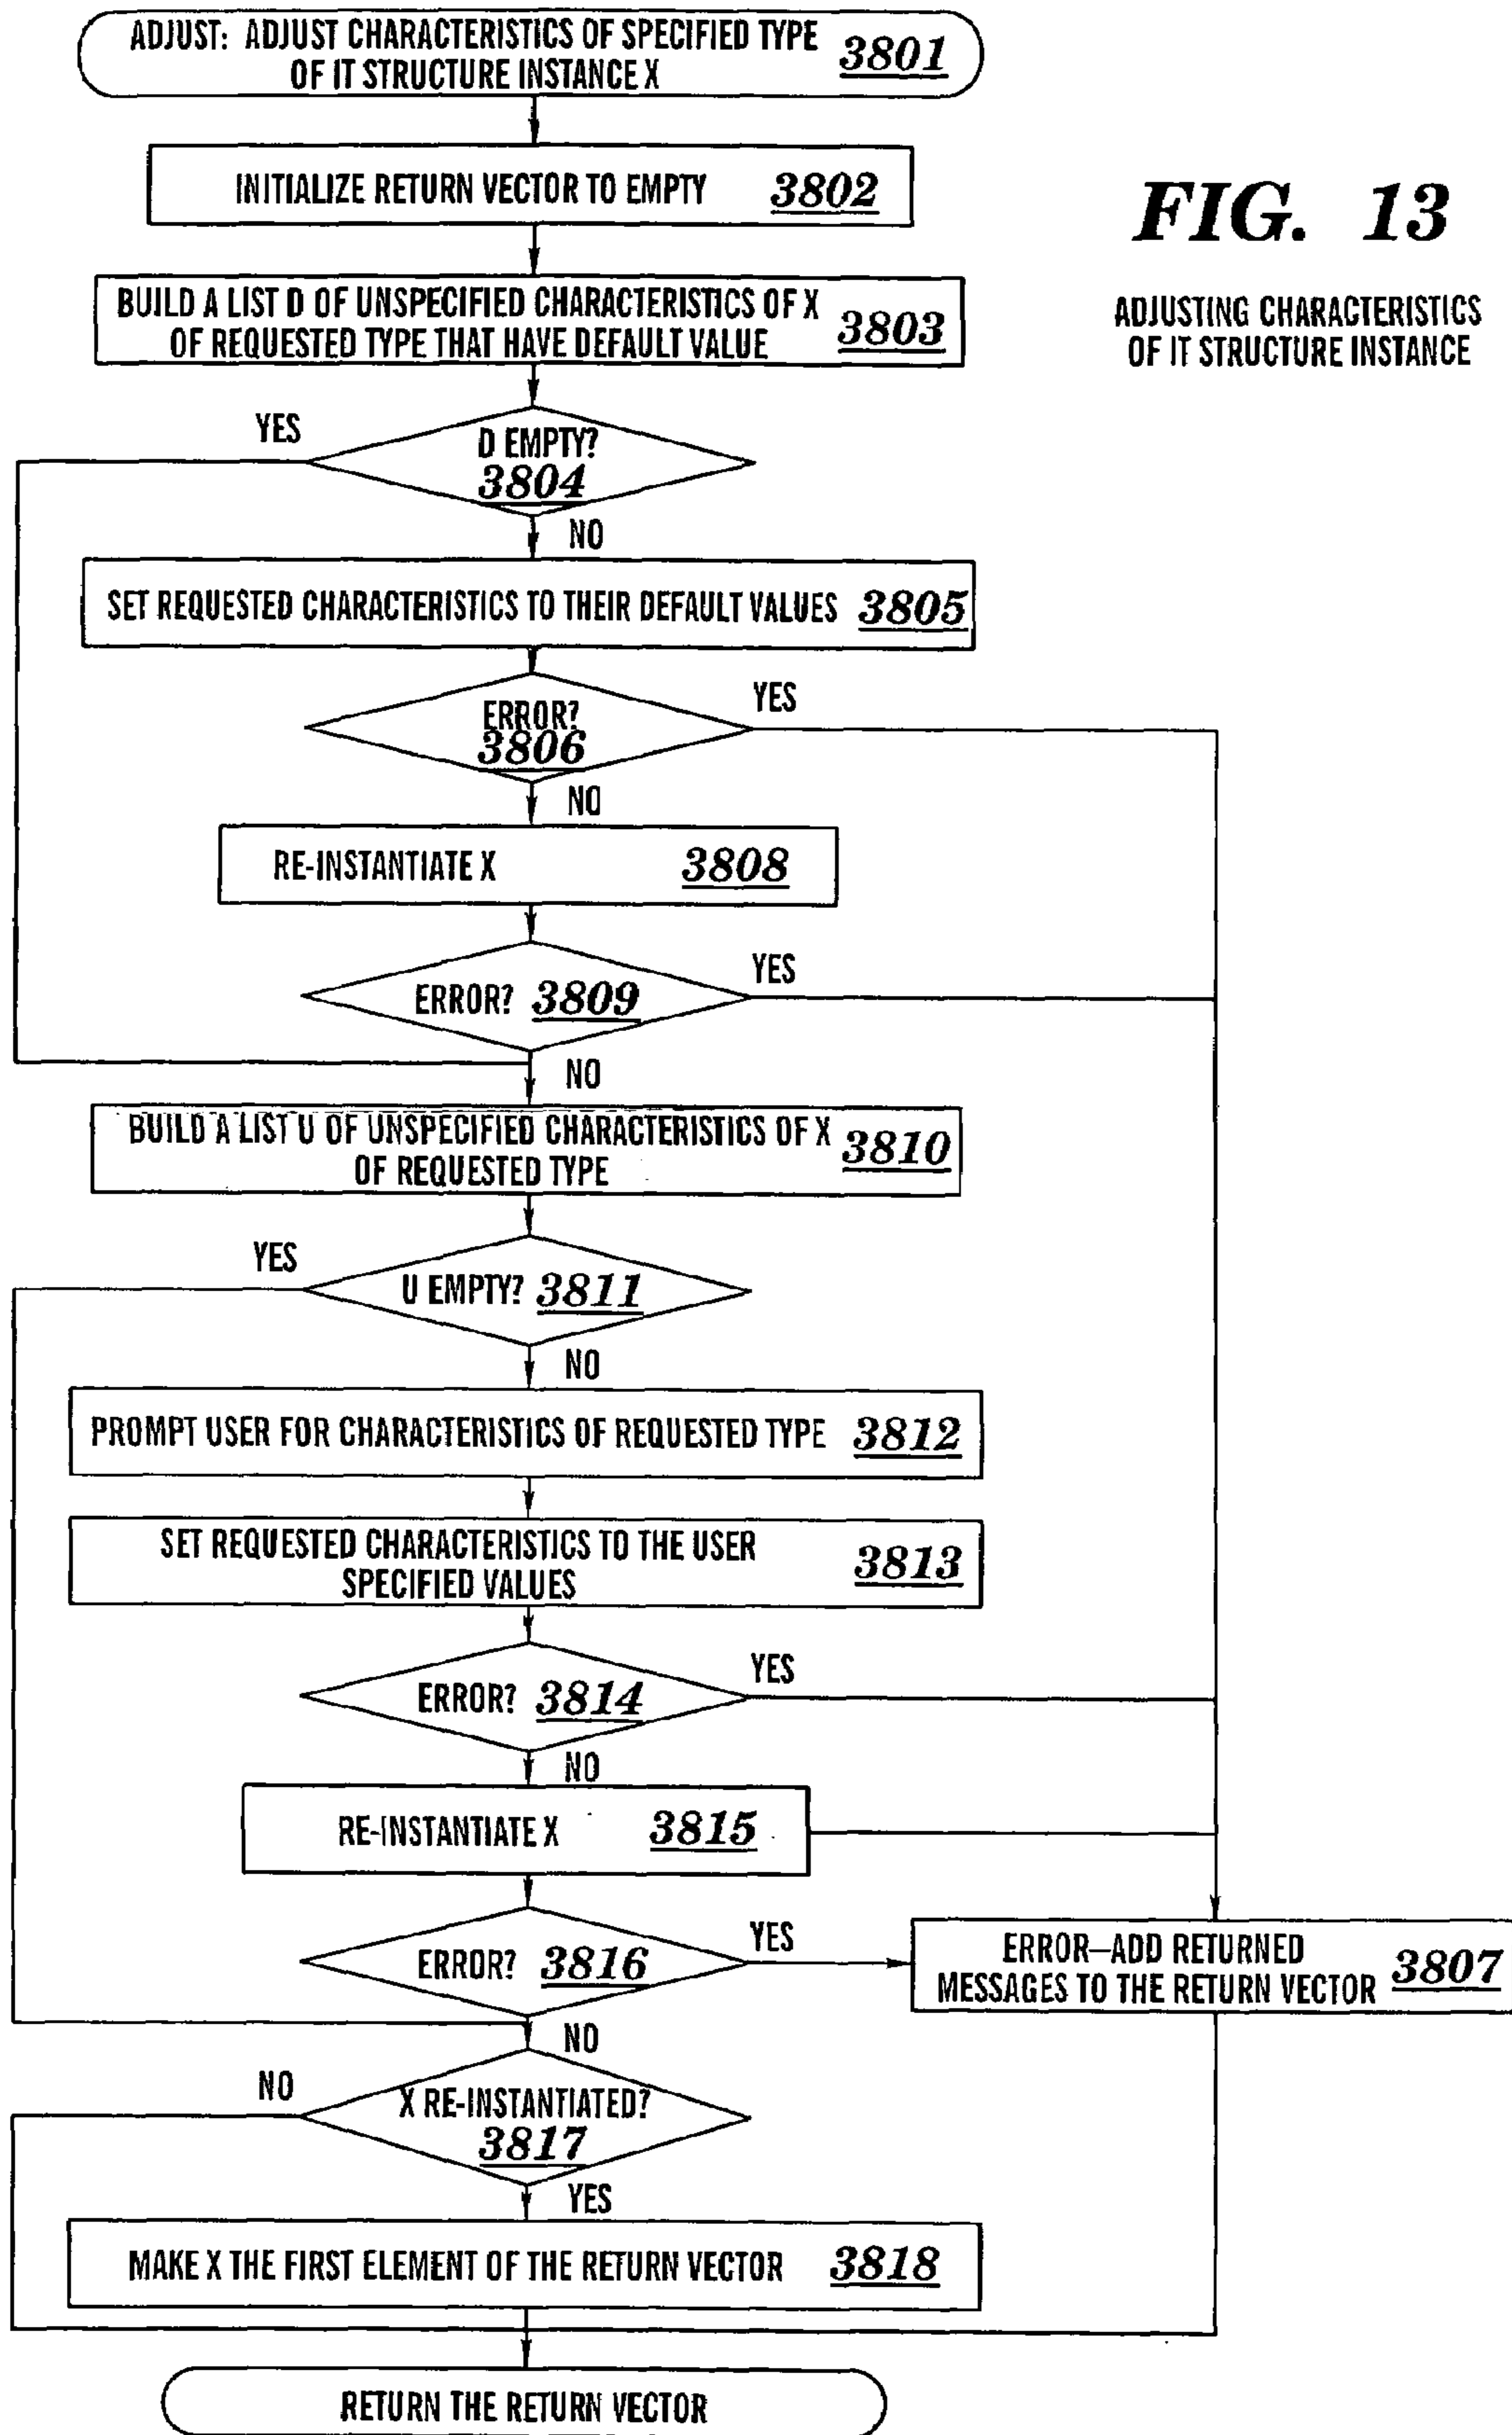 ADJUST: ADJUST CHARACTERISTICS OF SPECIFIED TYPE
OF IT STRUCTURE INSTANCE X 3801
INITIALIZE RETURN VECTOR TO EMPTY 3802
FIG. 13
ADJUSTING CHARACTERISTICS
OF IT STRUCTURE INSTANCE
BUILD A LIST D OF UNSPECIFIED CHARACTERISTICS OF X
OF REQUESTED TYPE THAT HAVE DEFAULT VALUE 3803
YES
D EMPTY?
3804
NO
SET REQUESTED CHARACTERISTICS TO THEIR DEFAULT VALUES 3805
YES
ERROR?
3806
NO
RE-INSTANTIATE X 3808
YES
ERROR? 3809
NO
BUILD A LIST U OF UNSPECIFIED CHARACTERISTICS OF X
OF REQUESTED TYPE 3810
YES
U EMPTY? 3811
NO
PROMPT USER FOR CHARACTERISTICS OF REQUESTED TYPE 3812
SET REQUESTED CHARACTERISTICS TO THE USER
SPECIFIED VALUES 3813
YES
ERROR? 3814
NO
RE-INSTANTIATE X 3815
YES
ERROR? 3816
ERROR–ADD RETURNED
MESSAGES TO THE RETURN VECTOR 3807
NO
NO
X RE-INSTANTIATED?
3817
YES
MAKE X THE FIRST ELEMENT OF THE RETURN VECTOR 3818
RETURN THE RETURN VECTOR